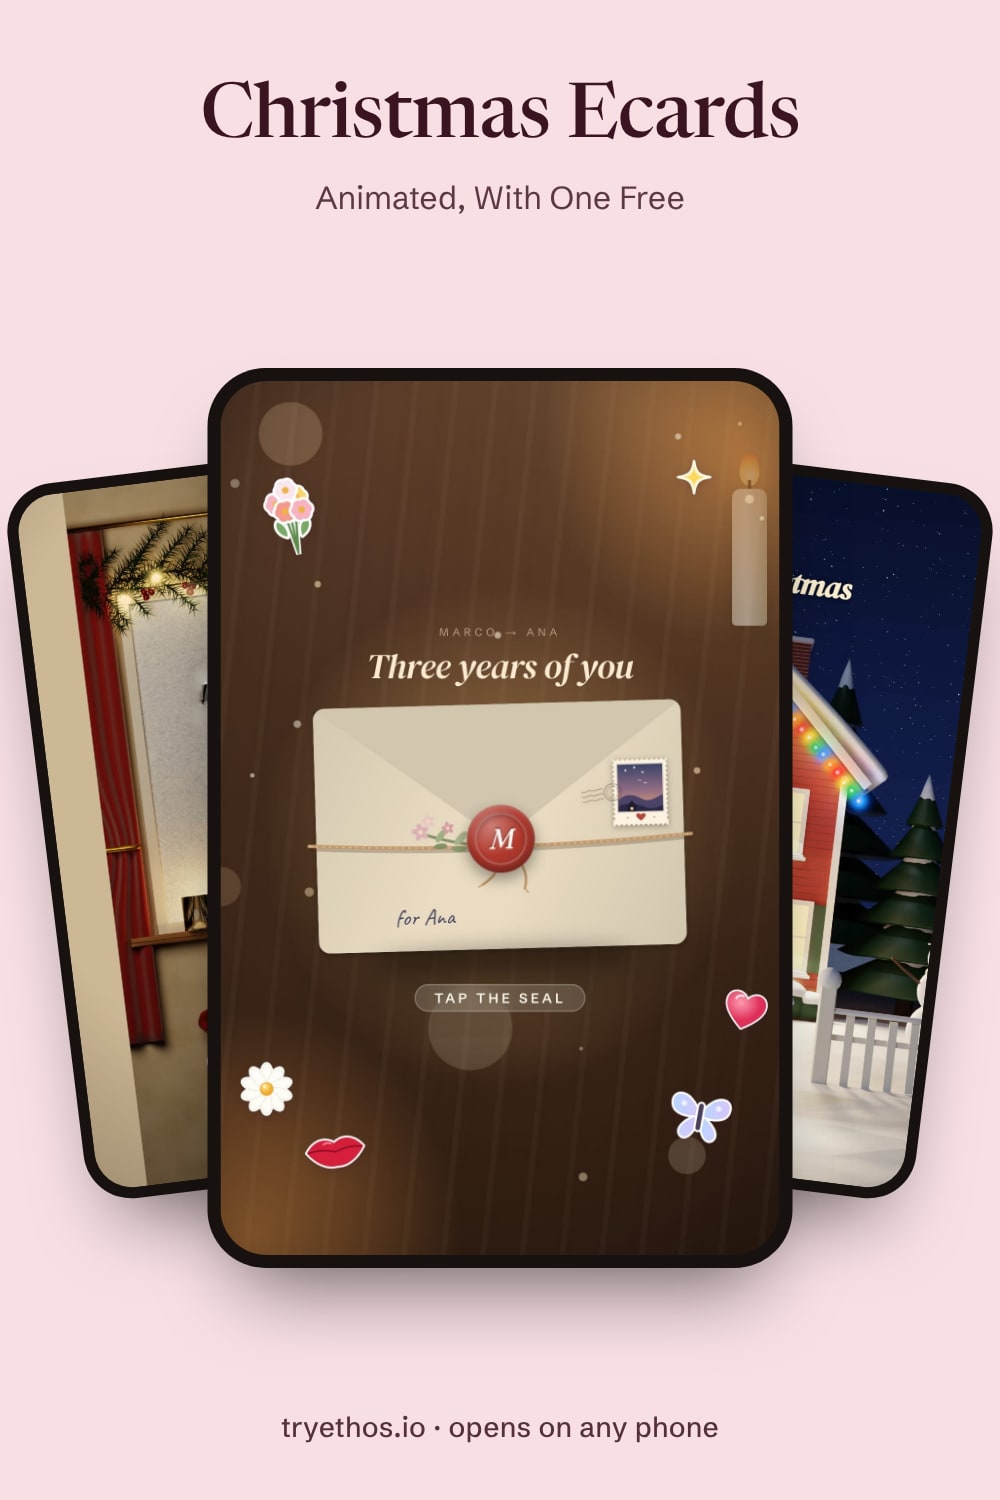 Christmas Ecards
Animated, With One Free
MARCO → ANA
Three years of you
M
for Ana
TAP THE SEAL
tmas
tryethos.io · opens on any phone